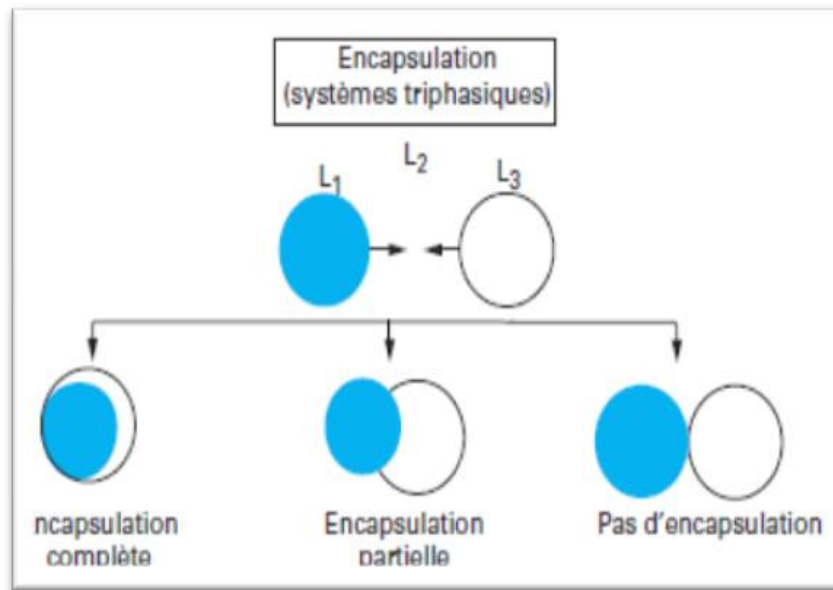 Encapsulation
(systèmes triphasiques)
L₂
L₁ L₃
ncapsulation
complète
Encapsulation
partielle
Pas d'encapsulation